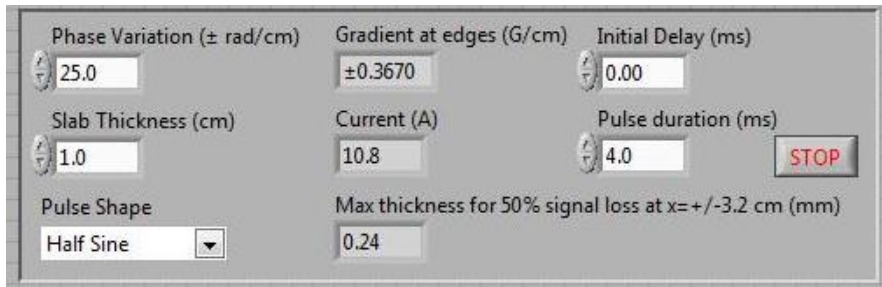 Phase Variation (± rad/cm) Gradient at edges (G/cm) Initial Delay (ms)
25.0 ±0.3670 0.00
Slab Thickness (cm) Current (A) Pulse duration (ms)
1.0 10.8 4.0 STOP
Pulse Shape Max thickness for 50% signal loss at x=+/-3.2 cm (mm)
Half Sine 0.24